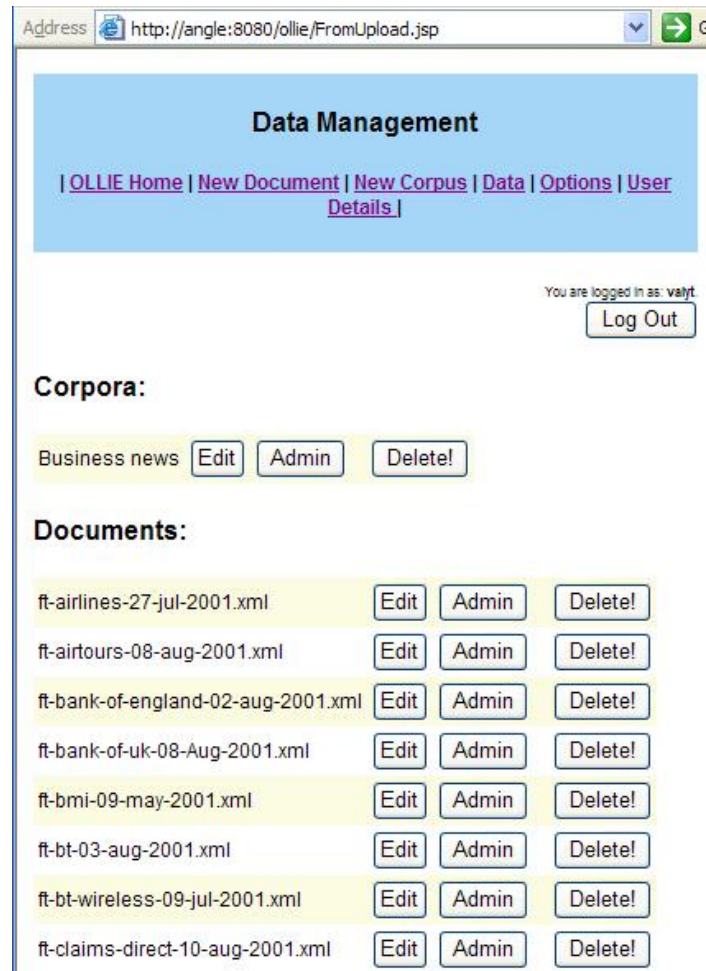 Address http://angle:8080/ollie/FromUpload.jsp
Data Management
| OLLIE Home | New Document | New Corpus | Data | Options | User
Details |
You are logged in as: valyt.
Log Out
Corpora:
Business news Edit Admin Delete!
Documents:
ft-airlines-27-jul-2001.xml Edit Admin Delete!
ft-airtours-08-aug-2001.xml Edit Admin Delete!
ft-bank-of-england-02-aug-2001.xml Edit Admin Delete!
ft-bank-of-uk-08-Aug-2001.xml Edit Admin Delete!
ft-bmi-09-may-2001.xml Edit Admin Delete!
ft-bt-03-aug-2001.xml Edit Admin Delete!
ft-bt-wireless-09-jul-2001.xml Edit Admin Delete!
ft-claims-direct-10-aug-2001.xml Edit Admin Delete!